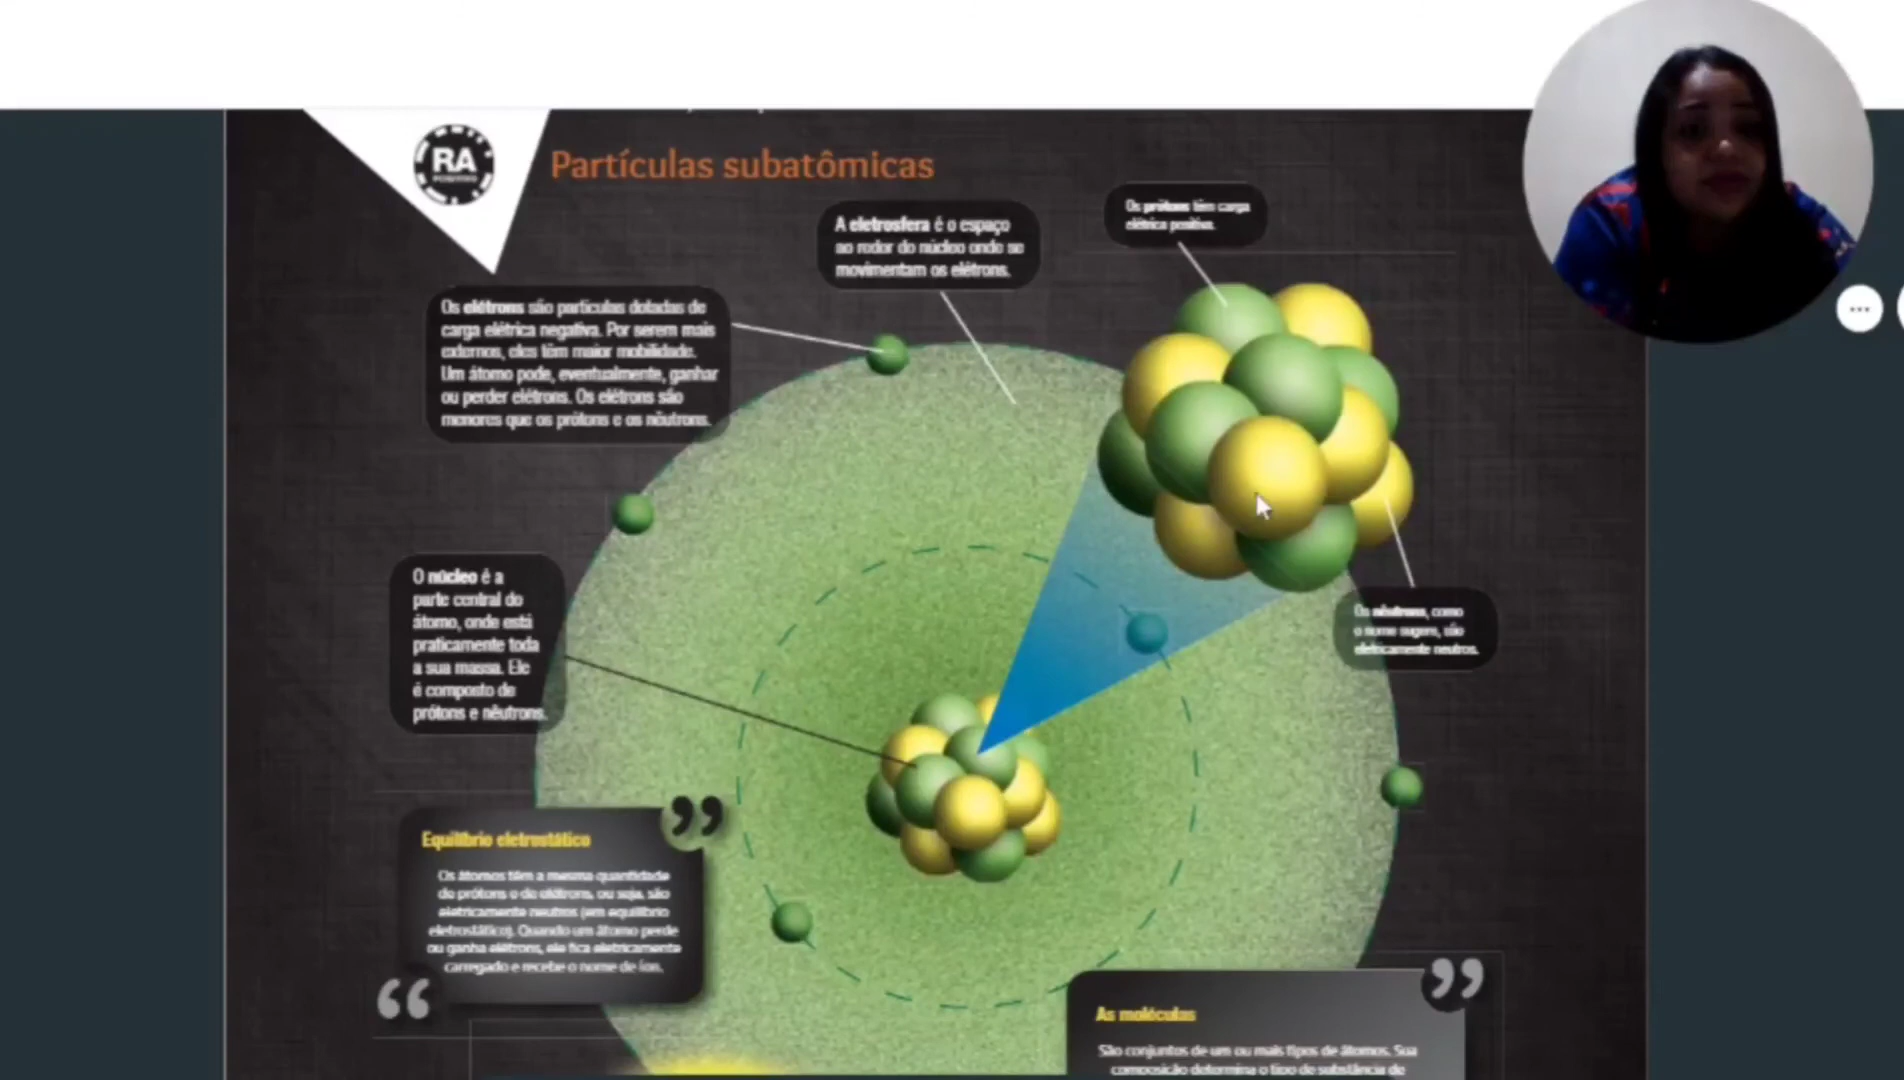 RA
POSITIVO
Partículas subatômicas
A eletrosfera é o espaço
ao redor do núcleo onde se
movimentam os elétrons.
Os prótons têm carga
elétrica positiva.
Os elétrons são partículas dotadas de
carga elétrica negativa. Por serem mais
externos, eles têm maior mobilidade.
Um átomo pode, eventualmente, ganhar
ou perder elétrons. Os elétrons são
menores que os prótons e os nêutrons.
O núcleo é a
parte central do
átomo, onde está
praticamente toda
a sua massa. Ele
é composto de
prótons e nêutrons.
Os nêutrons, como
o nome sugere, são
eletricamente neutros.
Equilíbrio eletrostático
Os átomos têm a mesma quantidade
de prótons e de elétrons, ou seja, são
eletricamente neutros (em equilíbrio
eletrostático). Quando um átomo perde
ou ganha elétrons, ele fica eletricamente
carregado e recebe o nome de íon.
As moléculas
São conjuntos de um ou mais tipos de átomos. Sua
composição determina o tipo de substância de